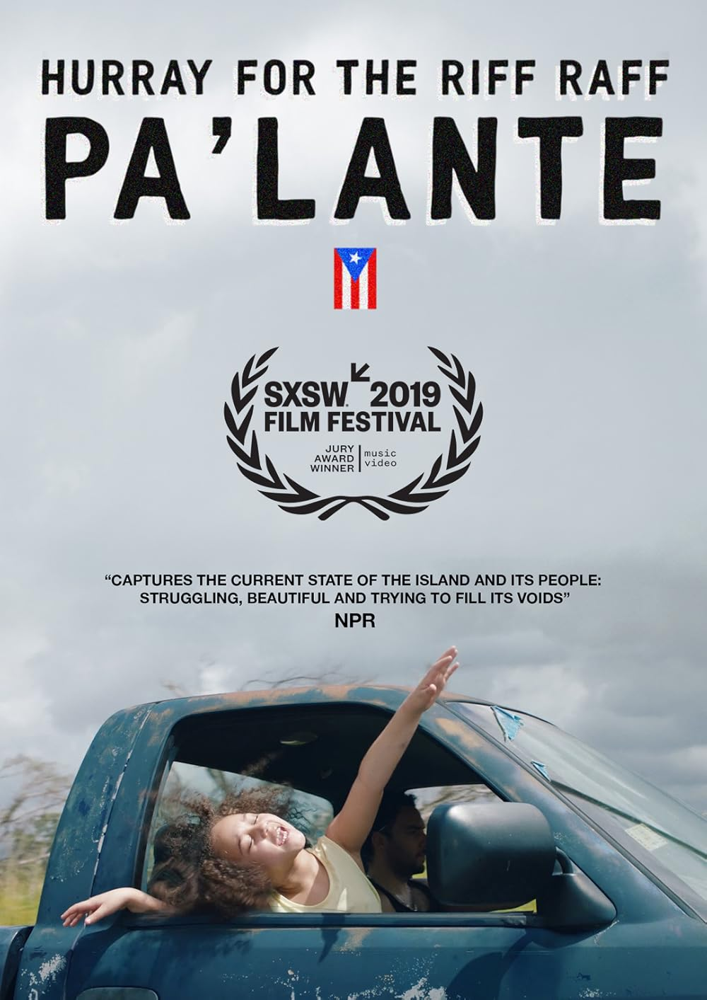 HURRAY FOR THE RIFF RAFF
PA’LANTE
SXSW. 2019
FILM FESTIVAL
JURY
AWARD
WINNER
music
video
“CAPTURES THE CURRENT STATE OF THE ISLAND AND ITS PEOPLE:
STRUGGLING, BEAUTIFUL AND TRYING TO FILL ITS VOIDS”
NPR